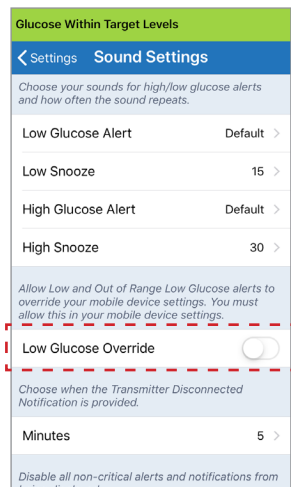 Glucose Within Target Levels
Settings Sound Settings
Choose your sounds for high/low glucose alerts
and how often the sound repeats.
Low Glucose Alert Default
Low Snooze 15
High Glucose Alert Default
High Snooze 30
Allow Low and Out of Range Low Glucose alerts to
override your mobile device settings. You must
allow this in your mobile device settings.
Low Glucose Override
Choose when the Transmitter Disconnected
Notification is provided.
Minutes 5
Disable all non-critical alerts and notifications from